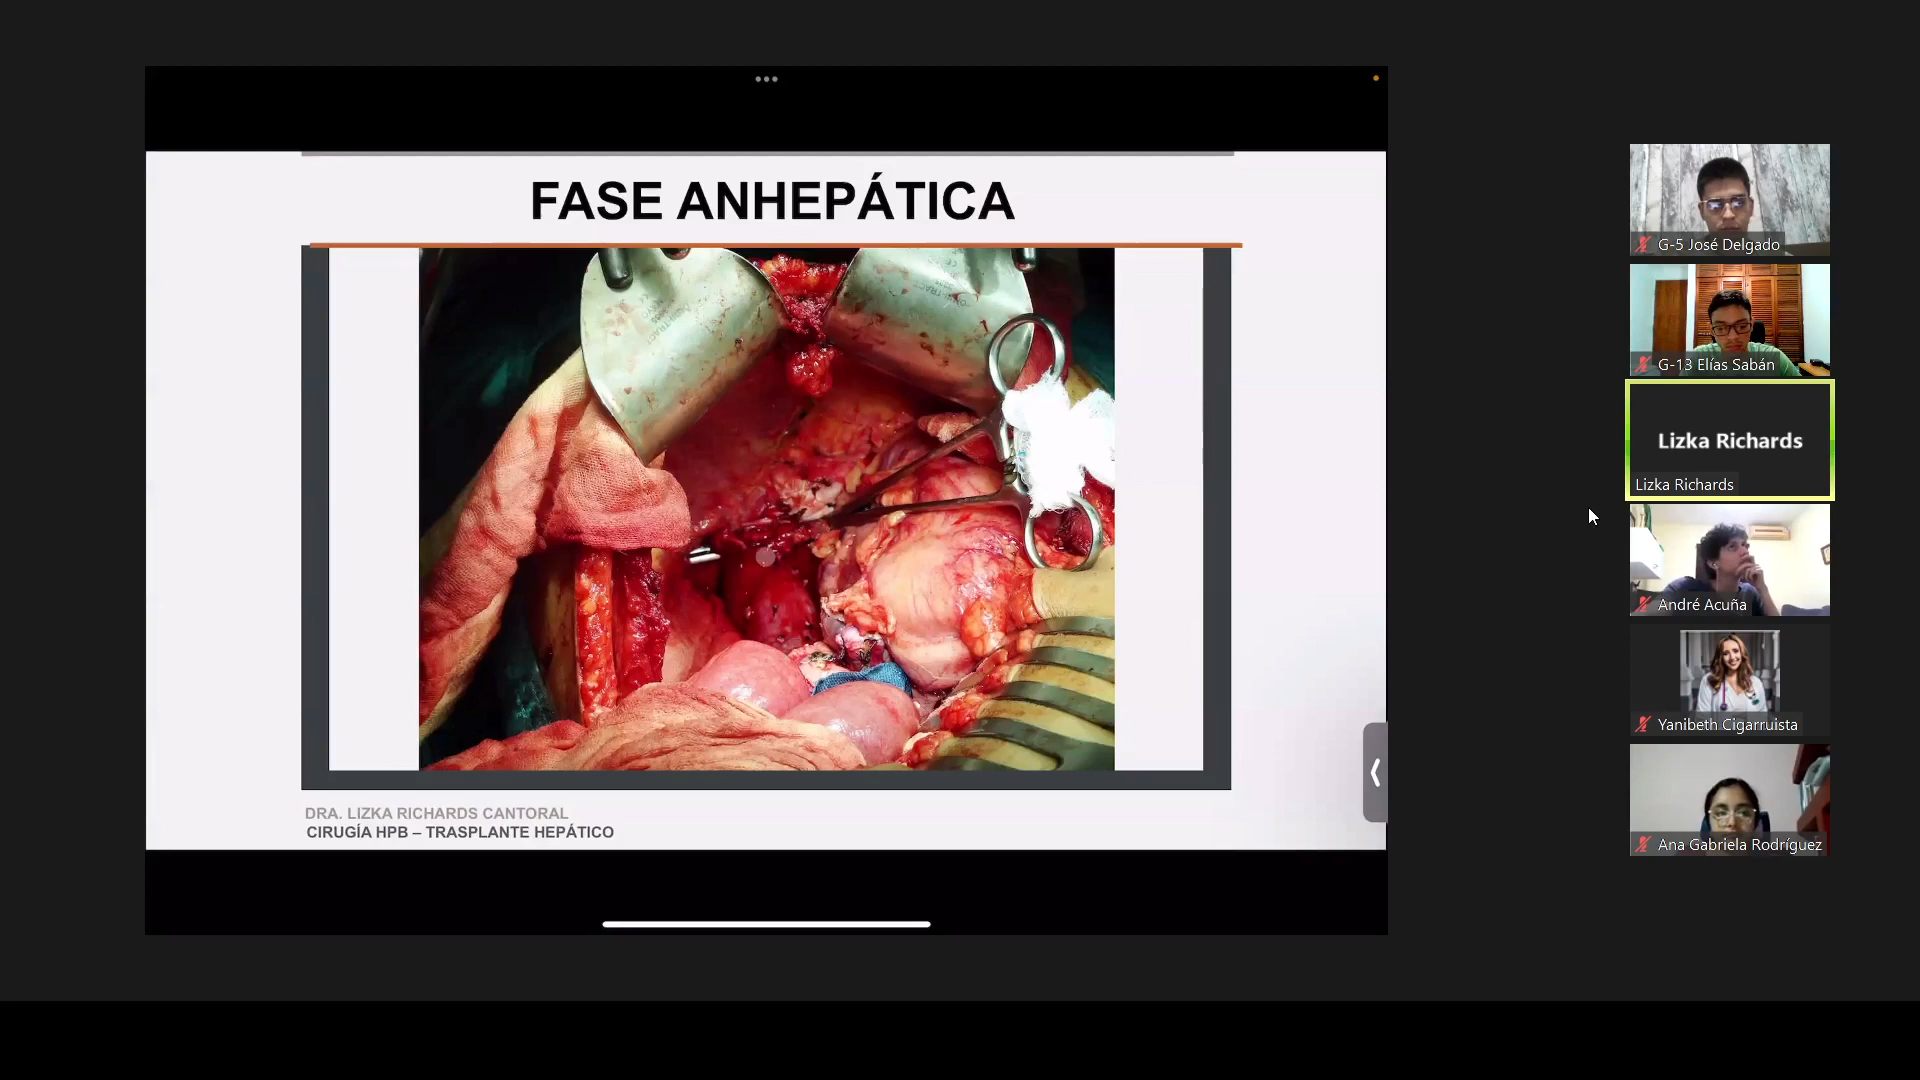 FASE ANHEPÁTICA
DRA. LIZKA RICHARDS CANTORAL
CIRUGÍA HPB – TRASPLANTE HEPÁTICO
G-5 José Delgado
G-13 Elías Sabán
Lizka Richards
Lizka Richards
André Acuña
Yanibeth Cigarruista
Ana Gabriela Rodríguez